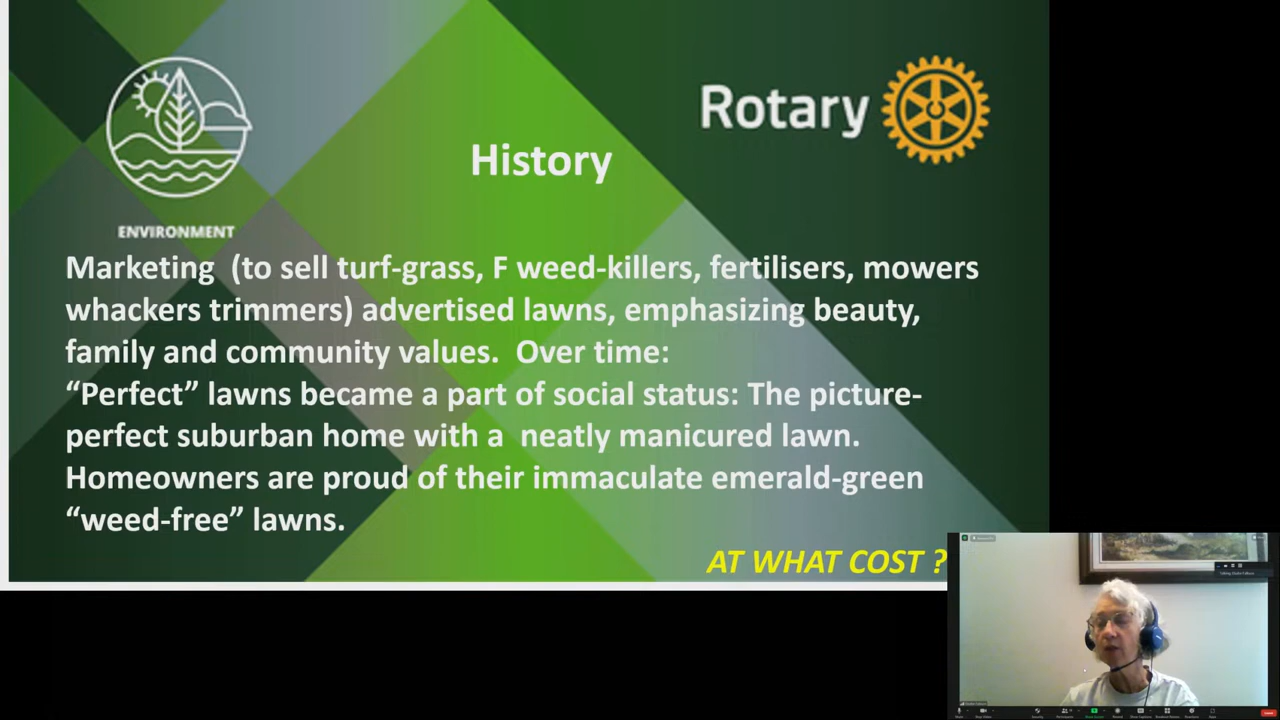 Rotary
History
ENVIRONMENT
Marketing (to sell turf-grass, F weed-killers, fertilisers, mowers
whackers trimmers) advertised lawns, emphasizing beauty,
family and community values. Over time:
“Perfect” lawns became a part of social status: The picture-
perfect suburban home with a neatly manicured lawn.
Homeowners are proud of their immaculate emerald-green
“weed-free” lawns.
AT WHAT COST ?